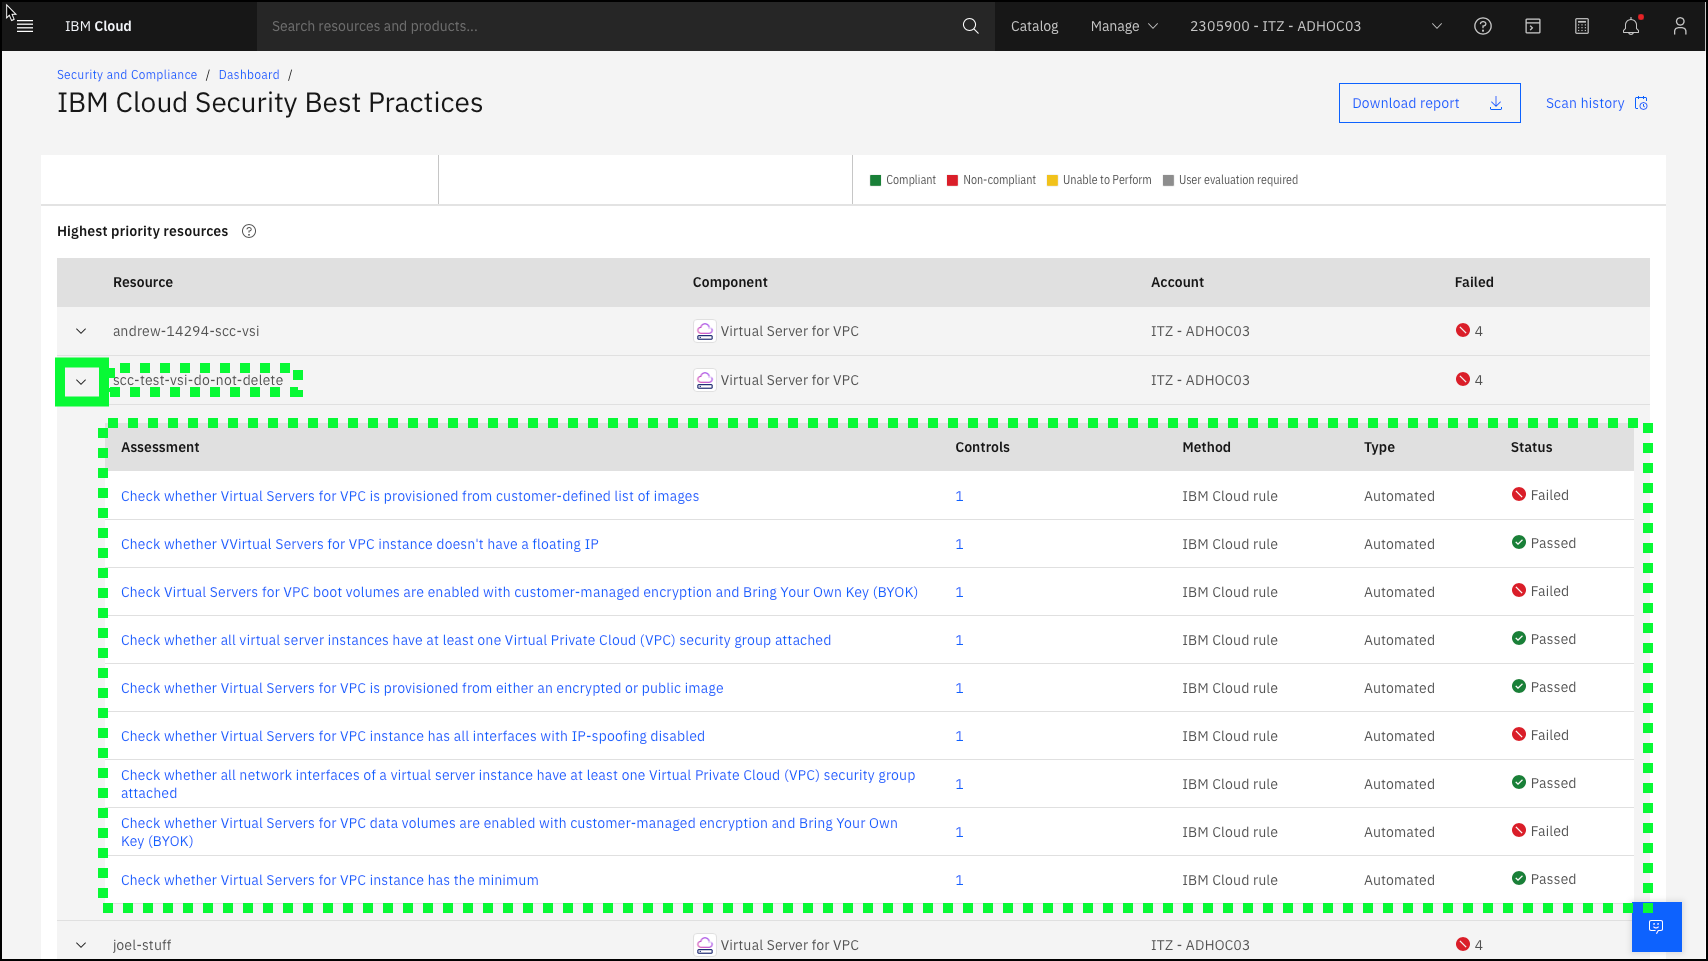 IBM Cloud
Search resources and products...
Catalog
Manage
2305900 - ITZ - ADHOC03
Security and Compliance / Dashboard /
IBM Cloud Security Best Practices
Download report
Scan history
Compliant
Non-compliant
Unable to Perform
User evaluation required
Highest priority resources
Resource Component Account Failed
andrew-14294-scc-vsi Virtual Server for VPC ITZ - ADHOC03 4
scc-test-vsi-do-not-delete Virtual Server for VPC ITZ - ADHOC03 4
Assessment Controls Method Type Status
Check whether Virtual Servers for VPC is provisioned from customer-defined list of images 1 IBM Cloud rule Automated Failed
Check whether VVirtual Servers for VPC instance doesn't have a floating IP 1 IBM Cloud rule Automated Passed
Check Virtual Servers for VPC boot volumes are enabled with customer-managed encryption and Bring Your Own Key (BYOK) 1 IBM Cloud rule Automated Failed
Check whether all virtual server instances have at least one Virtual Private Cloud (VPC) security group attached 1 IBM Cloud rule Automated Passed
Check whether Virtual Servers for VPC is provisioned from either an encrypted or public image 1 IBM Cloud rule Automated Passed
Check whether Virtual Servers for VPC instance has all interfaces with IP-spoofing disabled 1 IBM Cloud rule Automated Failed
Check whether all network interfaces of a virtual server instance have at least one Virtual Private Cloud (VPC) security group
attached 1 IBM Cloud rule Automated Passed
Check whether Virtual Servers for VPC data volumes are enabled with customer-managed encryption and Bring Your Own
Key (BYOK) 1 IBM Cloud rule Automated Failed
Check whether Virtual Servers for VPC instance has the minimum 1 IBM Cloud rule Automated Passed
joel-stuff Virtual Server for VPC ITZ - ADHOC03 4